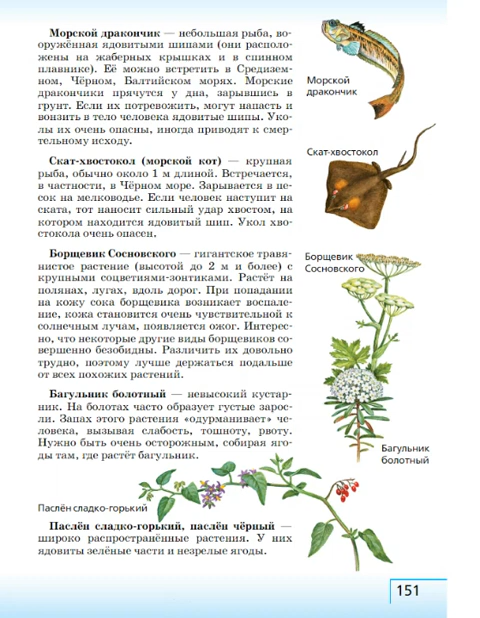 Морской дракончик — небольшая рыба, во-
оружённая ядовитыми шипами (они располо-
жены на жаберных крышках и в спинном
плавнике). Её можно встретить в Средизем-
ном, Чёрном, Балтийском морях. Морские
дракончики прячутся у дна, зарывшись в
грунт. Если их потревожить, могут напасть и
вонзить в тело человека ядовитые шипы. Уко-
лы их очень опасны, иногда приводят к смер-
тельному исходу.
Морской
дракончик
Скат-хвостокол (морской кот) — крупная
рыба, обычно около 1 м длиной. Встречается,
в частности, в Чёрном море. Зарывается в пе-
сок на мелководье. Если человек наступит на
ската, тот наносит сильный удар хвостом, на
котором находится ядовитый шип. Укол хво-
стокола очень опасен.
Скат-хвостокол
Борщевик Сосновского — гигантское травя-
нистое растение (высотой до 2 м и более) с
крупными соцветиями-зонтиками. Растёт на
полянах, лугах, вдоль дорог. При попадании
на кожу сока борщевика возникает воспале-
ние, кожа становится очень чувствительной к
солнечным лучам, появляется ожог. Интерес-
но, что некоторые другие виды борщевиков со-
вершенно безобидны. Различить их довольно
трудно, поэтому лучше держаться подальше
от всех похожих растений.
Борщевик
Сосновского
Багульник болотный — невысокий кустар-
ник. На болотах часто образует густые зарос-
ли. Запах этого растения «одурманивает» че-
ловека, вызывая слабость, тошноту, рвоту.
Нужно быть очень осторожным, собирая яго-
ды там, где растёт багульник.
Багульник
болотный
Паслён сладко-горький
Паслён сладко-горький, паслён чёрный —
широко распространённые растения. У них
ядовиты зелёные части и незрелые ягоды.
151